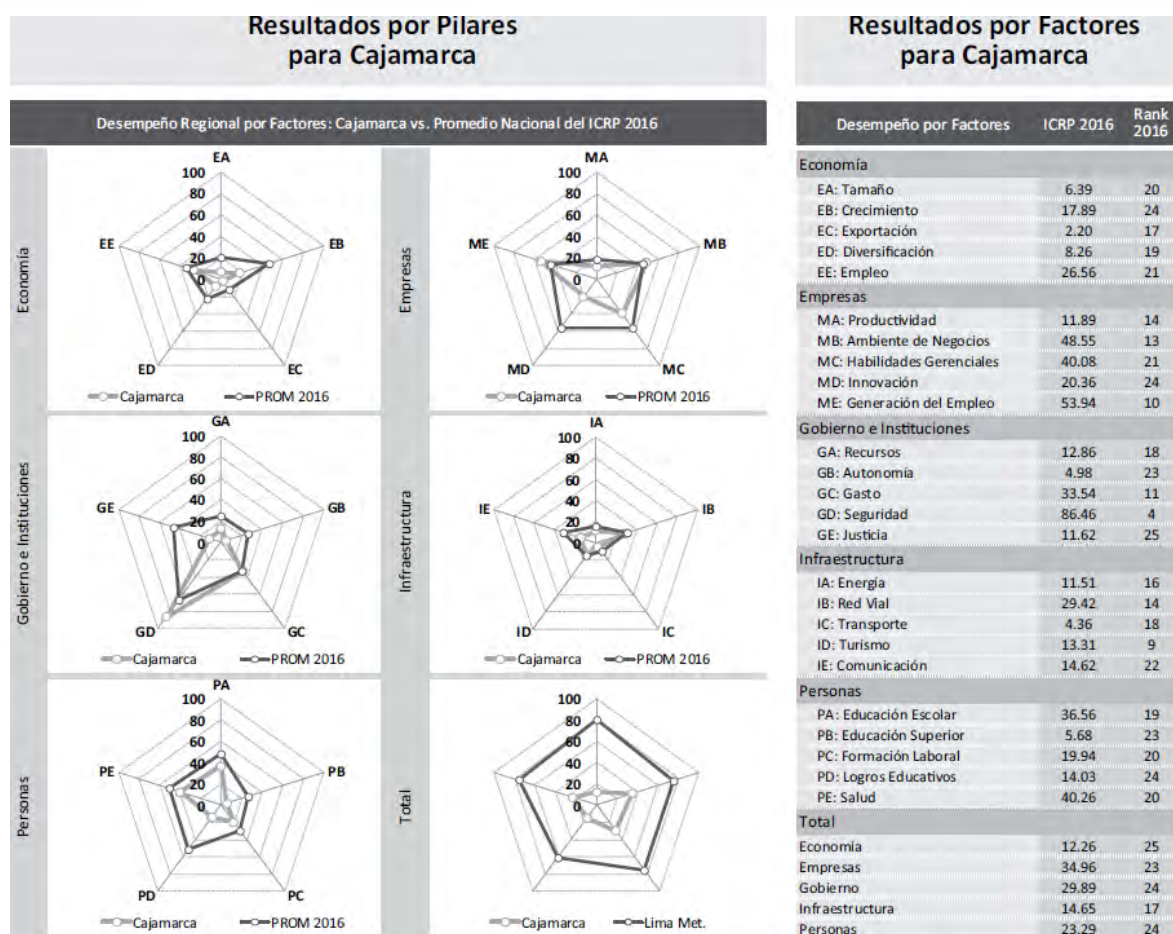 Resultados por Pilares
para Cajamarca
Desempeño Regional por Factores: Cajamarca vs. Promedio Nacional del ICRP 2016
Economía
EA
100
80
60
40
20
0
EE
EB
ED
EC
Cajamarca
PROM 2016
Empresas
MA
100
80
60
40
20
0
ME
MB
MD
MC
Cajamarca
PROM 2016
Gobierno e Instituciones
GA
100
80
60
40
20
0
GE
GB
GD
GC
Cajamarca
PROM 2016
Infraestructura
IA
100
80
60
40
20
0
IE
IB
ID
IC
Cajamarca
PROM 2016
Personas
PA
100
80
60
40
20
0
PE
PB
PD
PC
Cajamarca
PROM 2016
Total
100
80
60
40
20
0
Cajamarca
Lima Met.
Resultados por Factores
para Cajamarca
Desempeño por Factores ICRP 2016 Rank 2016
Economía
EA: Tamaño 6.39 20
EB: Crecimiento 17.89 24
EC: Exportación 2.20 17
ED: Diversificación 8.26 19
EE: Empleo 26.56 21
Empresas
MA: Productividad 11.89 14
MB: Ambiente de Negocios 48.55 13
MC: Habilidades Gerenciales 40.08 21
MD: Innovación 20.36 24
ME: Generación del Empleo 53.94 10
Gobierno e Instituciones
GA: Recursos 12.86 18
GB: Autonomía 4.98 23
GC: Gasto 33.54 11
GD: Seguridad 86.46 4
GE: Justicia 11.62 25
Infraestructura
IA: Energía 11.51 16
IB: Red Vial 29.42 14
IC: Transporte 4.36 18
ID: Turismo 13.31 9
IE: Comunicación 14.62 22
Personas
PA: Educación Escolar 36.56 19
PB: Educación Superior 5.68 23
PC: Formación Laboral 19.94 20
PD: Logros Educativos 14.03 24
PE: Salud 40.26 20
Total
Economía 12.26 25
Empresas 34.96 23
Gobierno 29.89 24
Infraestructura 14.65 17
Personas 23.29 24